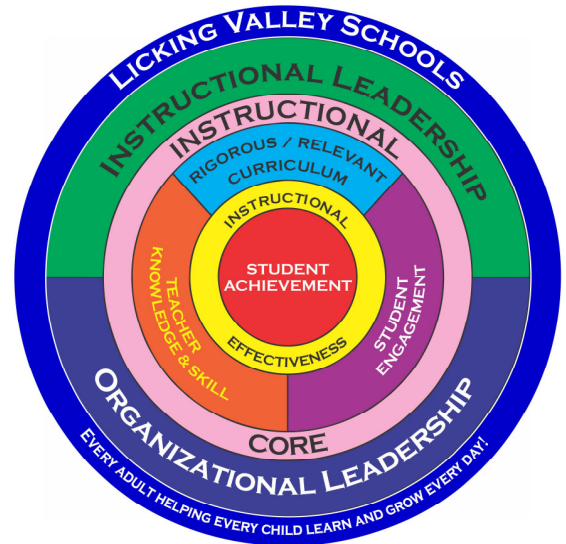 LICKING VALLEY SCHOOLS
INSTRUCTIONAL LEADERSHIP
INSTRUCTIONAL
RIGOROUS / RELEVANT
CURRICULUM
INSTRUCTIONAL
STUDENT
ACHIEVEMENT
TEACHER
KNOWLEDGE & SKILL
STUDENT
ENGAGEMENT
EFFECTIVENESS
CORE
ORGANIZATIONAL LEADERSHIP
EVERY ADULT HELPING EVERY CHILD LEARN AND GROW EVERY DAY!